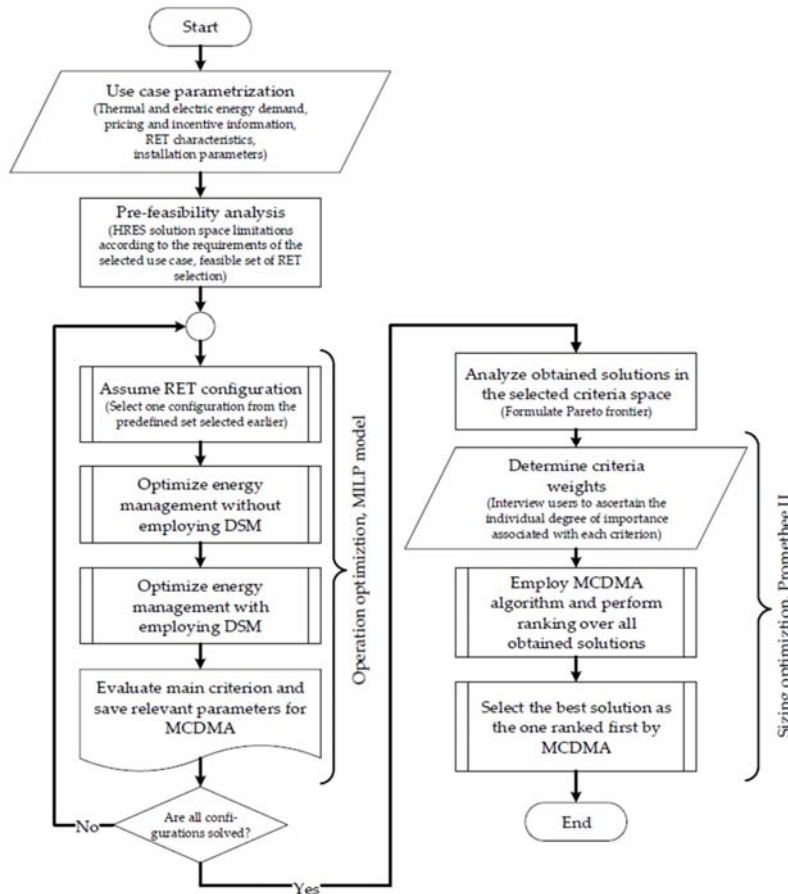 Start
Use case parametrization
(Thermal and electric energy demand,
pricing and incentive information,
RET characteristics,
installation parameters)
Pre-feasibility analysis
(HRES solution space limitations
according to the requirements of the
selected use case, feasible set of RET
selection)
Assume RET configuration
(Select one configuration from the
predefined set selected earlier)
Optimize energy
management without
employing DSM
Optimize energy
management with
employing DSM
Evaluate main criterion and
save relevant parameters for
MCDMA
Operation optimiztion, MILP model
Are all confi-
gurations solved?
No
Yes
Analyze obtained solutions in
the selected criteria space
(Formulate Pareto frontier)
Determine criteria
weights
(Interview users to ascertain the
individual degree of importance
associated with each criterion)
Employ MCDMA
algorithm and perform
ranking over all
obtained solutions
Select the best solution as
the one ranked first by
MCDMA
Sizing optimiztion, Promethee II
End